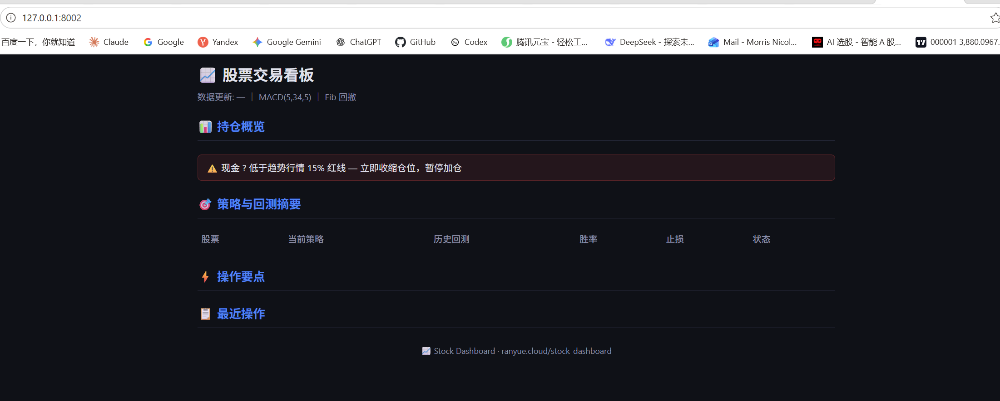 127.0.0.1:8002
百度一下，你就知道 Claude Google Yandex Google Gemini ChatGPT GitHub Codex 腾讯元宝 - 轻松工... DeepSeek - 探索未... Mail - Morris Nicol... AI 选股 - 智能 A 股... 000001 3,880.0967.
股票交易看板
数据更新: — | MACD(5,34,5) | Fib 回撤
持仓概览
现金 ? 低于趋势行情 15% 红线 — 立即收缩仓位，暂停加仓
策略与回测摘要
股票 当前策略 历史回测 胜率 止损 状态
操作要点
最近操作
Stock Dashboard · ranyue.cloud/stock_dashboard